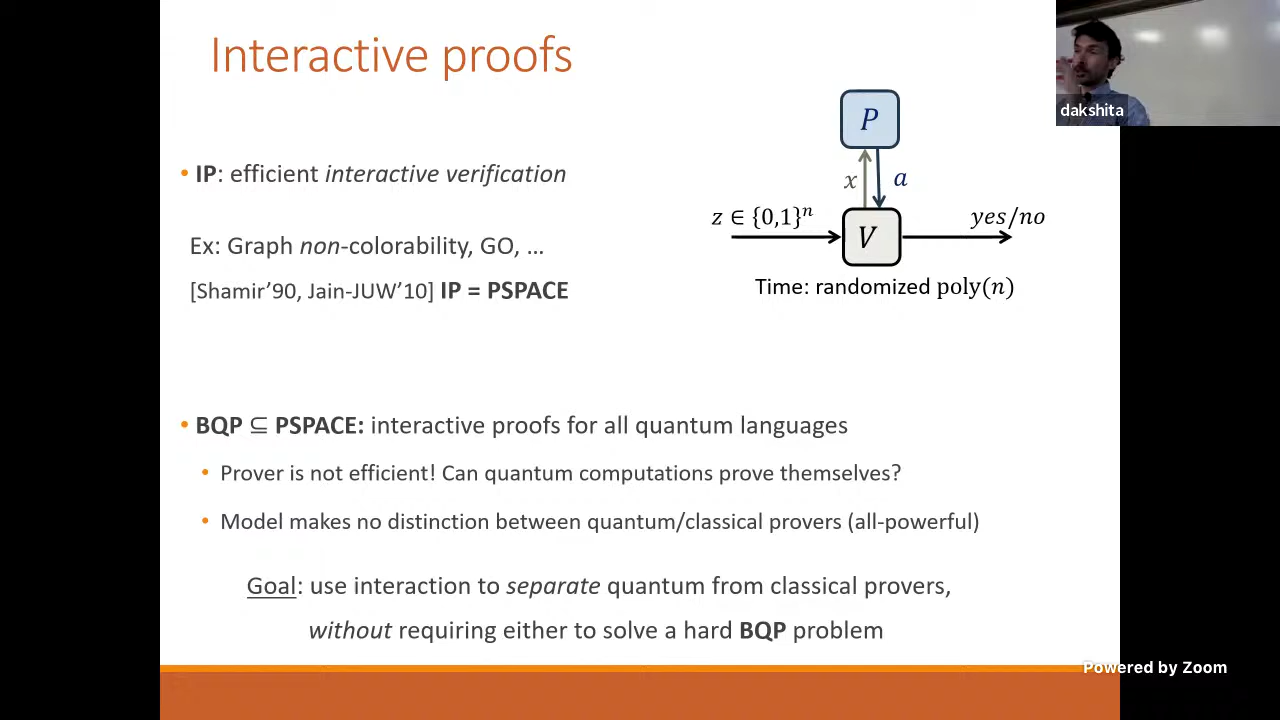 Interactive proofs
dakshita
P
• IP: efficient interactive verification
x a
z ∈ {0,1}ⁿ yes/no
V
Ex: Graph non-colorability, GO, …
[Shamir’90, Jain-JUW’10] IP = PSPACE
Time: randomized poly(n)
• BQP ⊆ PSPACE: interactive proofs for all quantum languages
• Prover is not efficient! Can quantum computations prove themselves?
• Model makes no distinction between quantum/classical provers (all-powerful)
Goal: use interaction to separate quantum from classical provers,
without requiring either to solve a hard BQP problem
Powered by Zoom